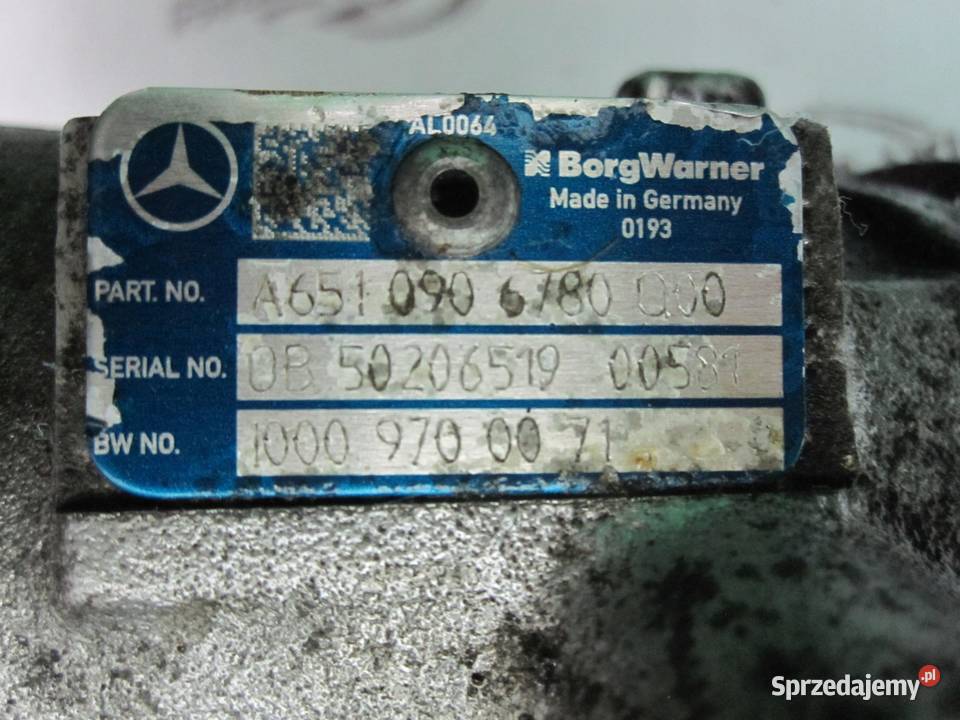 AL0064
BorgWarner
Made in Germany
0193
PART. NO. A651 090 6780 Q00
SERIAL NO. 0B 50206519 00581
BW NO. 1000 970 00 71
Sprzedajemy.pl